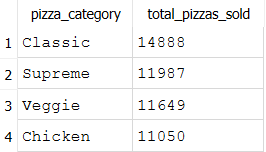 pizza_category total_pizzas_sold
1 Classic 14888
2 Supreme 11987
3 Veggie 11649
4 Chicken 11050